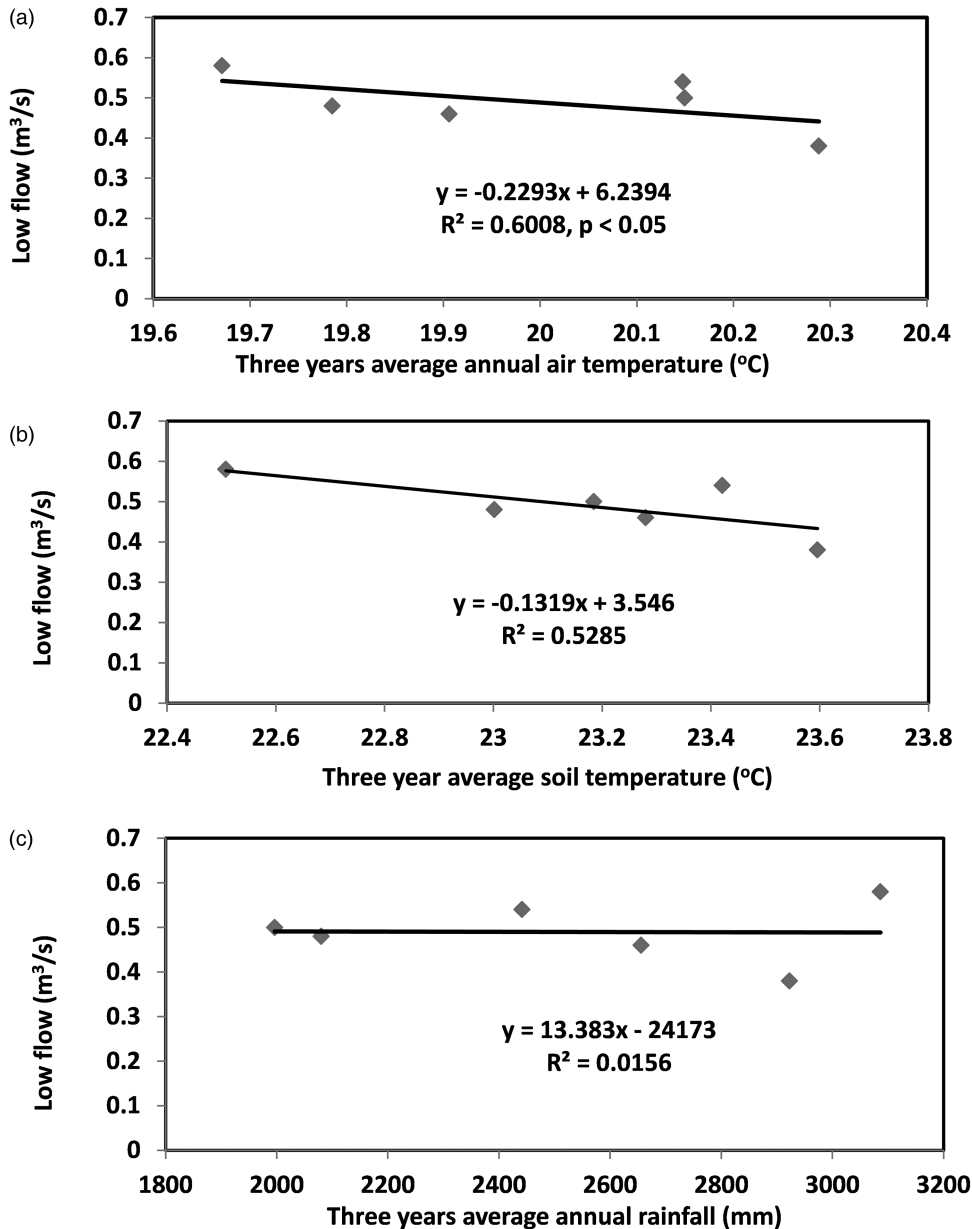 (a)
0.7
0.6
0.5
0.4
0.3
0.2
0.1
0
Low flow (m³/s)
y = -0.2293x + 6.2394
R² = 0.6008, p < 0.05
19.6 19.7 19.8 19.9 20 20.1 20.2 20.3 20.4
Three years average annual air temperature (ºC)
(b)
0.7
0.6
0.5
0.4
0.3
0.2
0.1
0
Low flow (m³/s)
y = -0.1319x + 3.546
R² = 0.5285
22.4 22.6 22.8 23 23.2 23.4 23.6 23.8
Three year average soil temperature (ºC)
(c)
0.7
0.6
0.5
0.4
0.3
0.2
0.1
0
Low flow (m³/s)
y = 13.383x - 24173
R² = 0.0156
1800 2000 2200 2400 2600 2800 3000 3200
Three years average annual rainfall (mm)